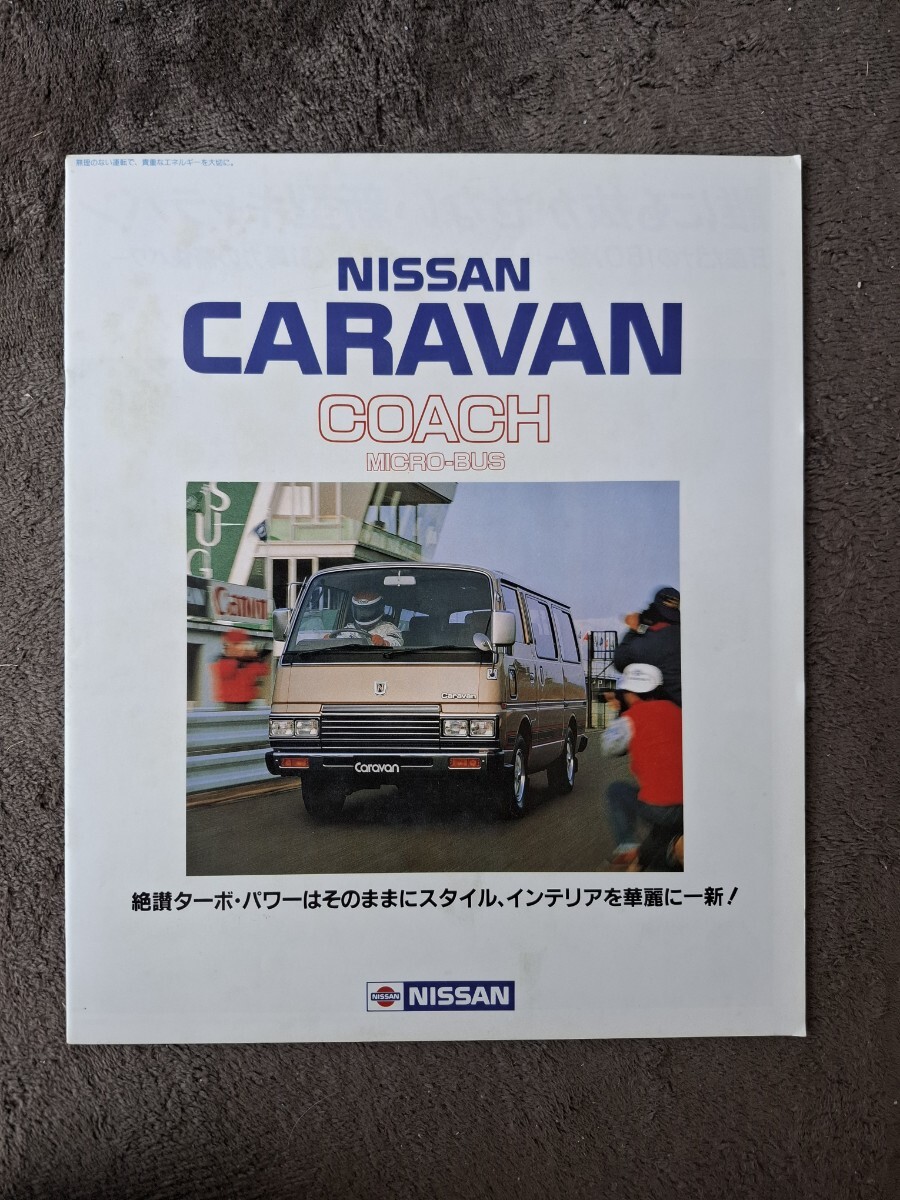 無理のない運転で、貴重なエネルギーを大切に。
NISSAN
CARAVAN
COACH
MICRO-BUS
SUG
Canon
Caravan
Caravan
絶讃ターボ・パワーはそのままにスタイル、インテリアを華麗に一新!
NISSAN
NISSAN